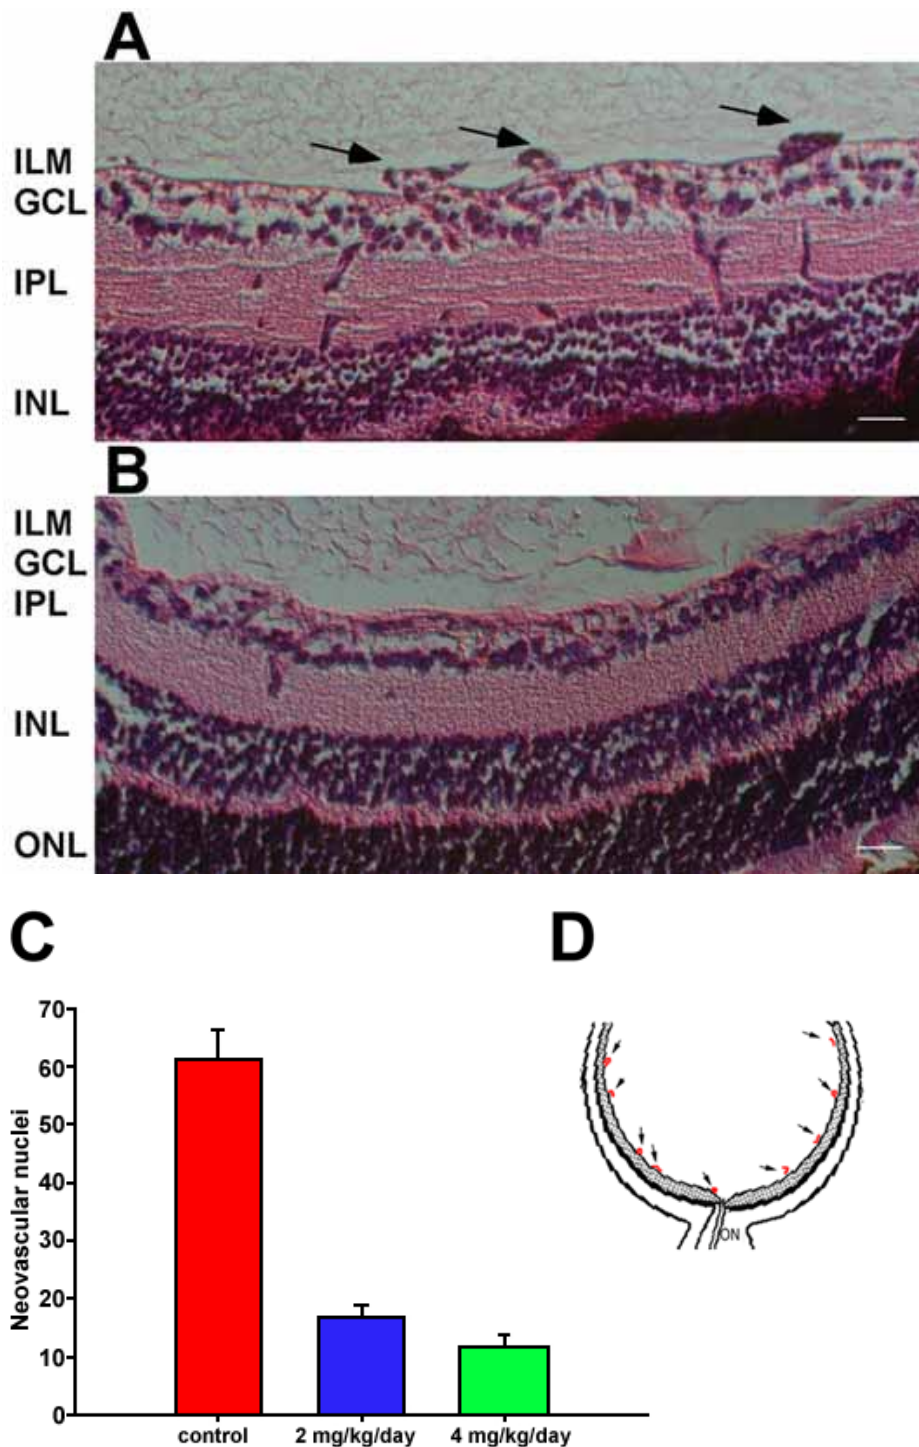 A
ILM
GCL
IPL
INL
B
ILM
GCL
IPL
INL
ONL
C
D
70
60
50
40
30
20
10
0
Neovascular nuclei
control
2 mg/kg/day
4 mg/kg/day
ON